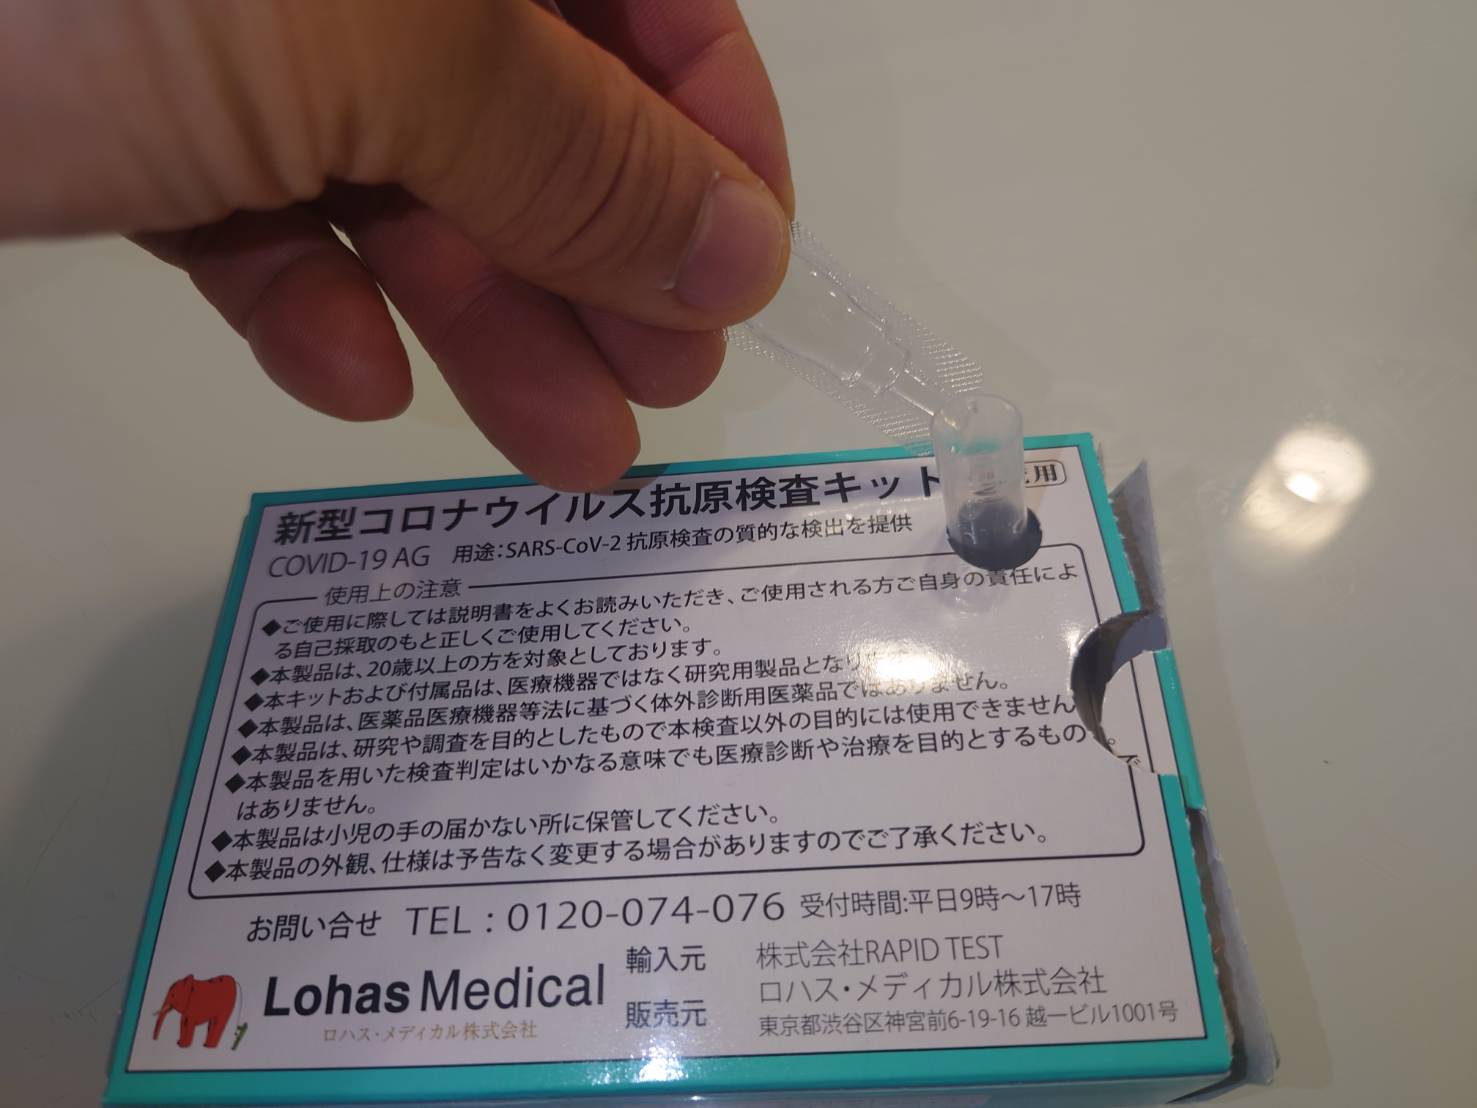 新型コロナウイルス抗原検査キット
用
COVID-19 AG 用途:SARS-CoV-2 抗原検査の質的な検出を提供
使用上の注意
◆ご使用に際しては説明書をよくお読みいただき、ご使用される方ご自身の責任によ
る自己採取のもと正しくご使用してください。
◆本製品は、20歳以上の方を対象としております。
◆本キットおよび付属品は、医療機器ではなく研究用製品となり
◆本製品は、医薬品医療機器等法に基づく体外診断用医薬品ではありません。
◆本製品は、研究や調査を目的としたもので本検査以外の目的には使用できません。
◆本製品を用いた検査判定はいかなる意味でも医療診断や治療を目的とするもので
はありません。
◆本製品は小児の手の届かない所に保管してください。
◆本製品の外観、仕様は予告なく変更する場合がありますのでご了承ください。
お問い合せ TEL : 0120-074-076 受付時間:平日9時～17時
輸入元 株式会社RAPID TEST
Lohas Medical
ロハス・メディカル株式会社
販売元 ロハス・メディカル株式会社
東京都渋谷区神宮前6-19-16 越一ビル1001号